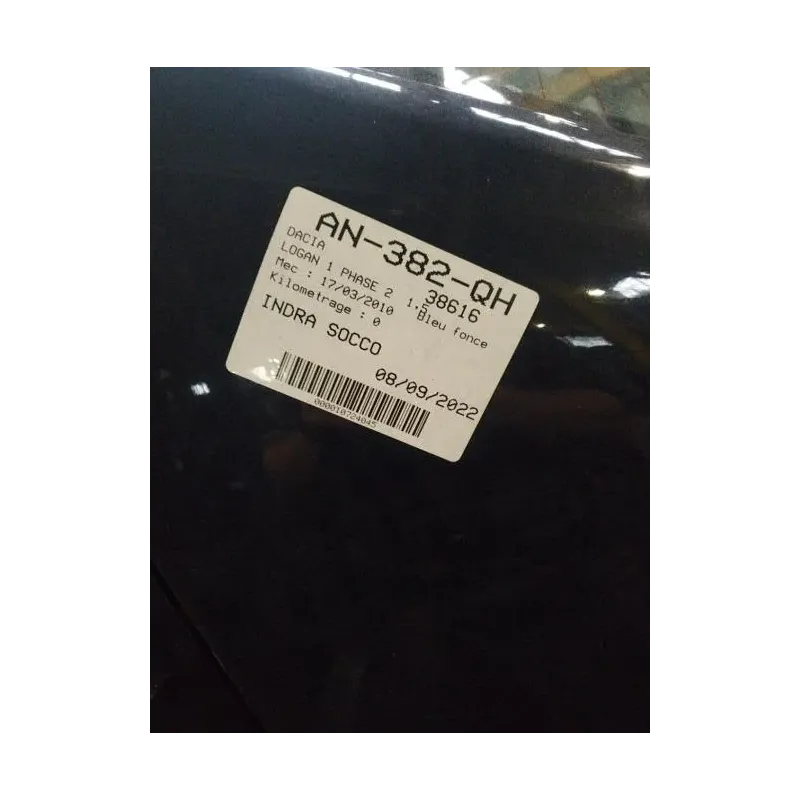 AN-382-QH
DACIA 38616
LOGAN 1 PHASE 2 1.5
Mec : 17/03/2010 Bleu fonce
Kilometrage : 0
INDRA SOCCO
08/09/2022
000010724045